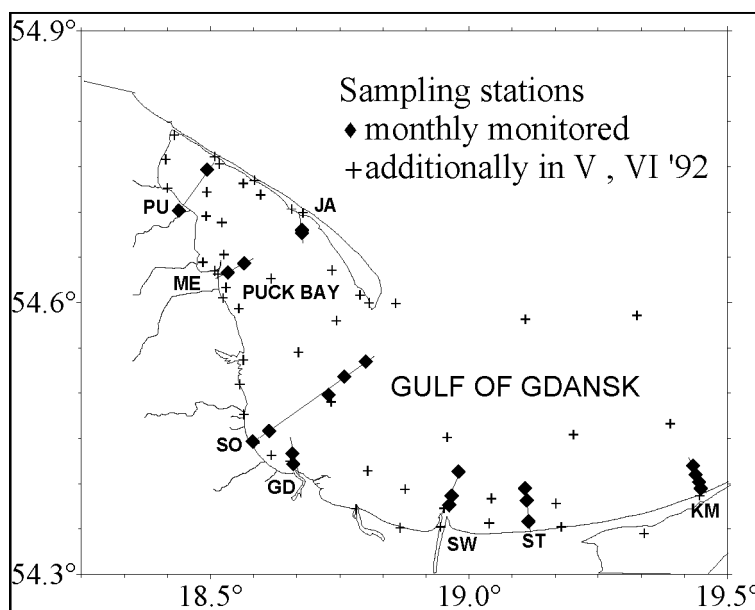 54.9°
Sampling stations
♦ monthly monitored
+additionally in V , VI '92
PU
JA
ME
PUCK BAY
54.6°
GULF OF GDANSK
SO
GD
KM
SW
ST
54.3°
18.5°
19.0°
19.5